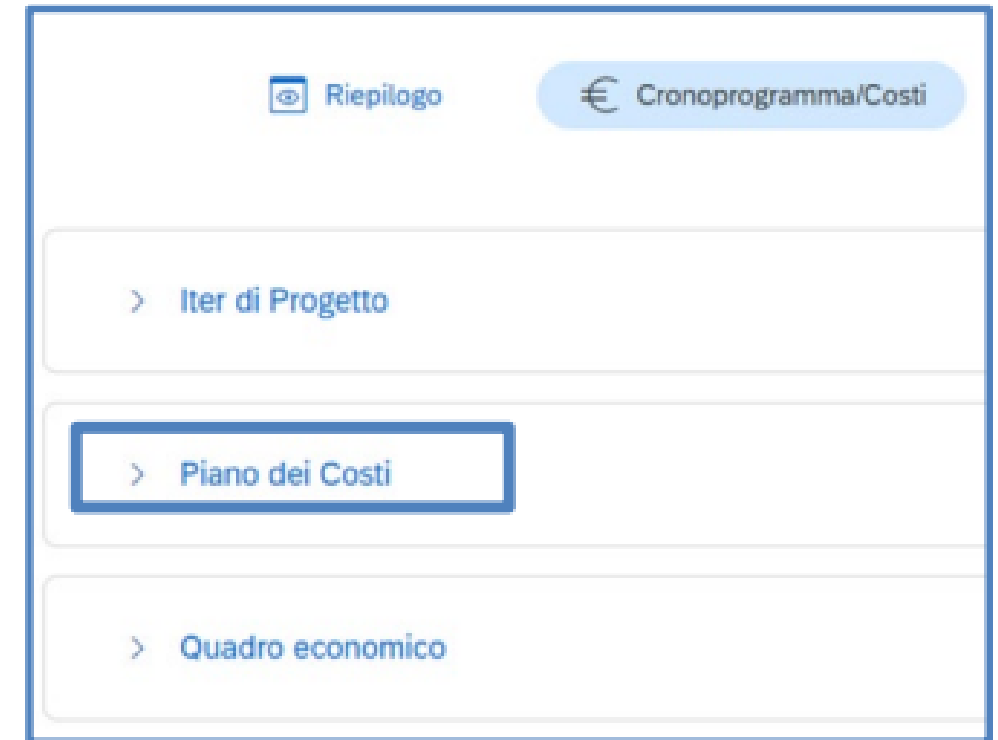 Riepilogo € Cronoprogramma/Costi
Iter di Progetto
Piano dei Costi
Quadro economico